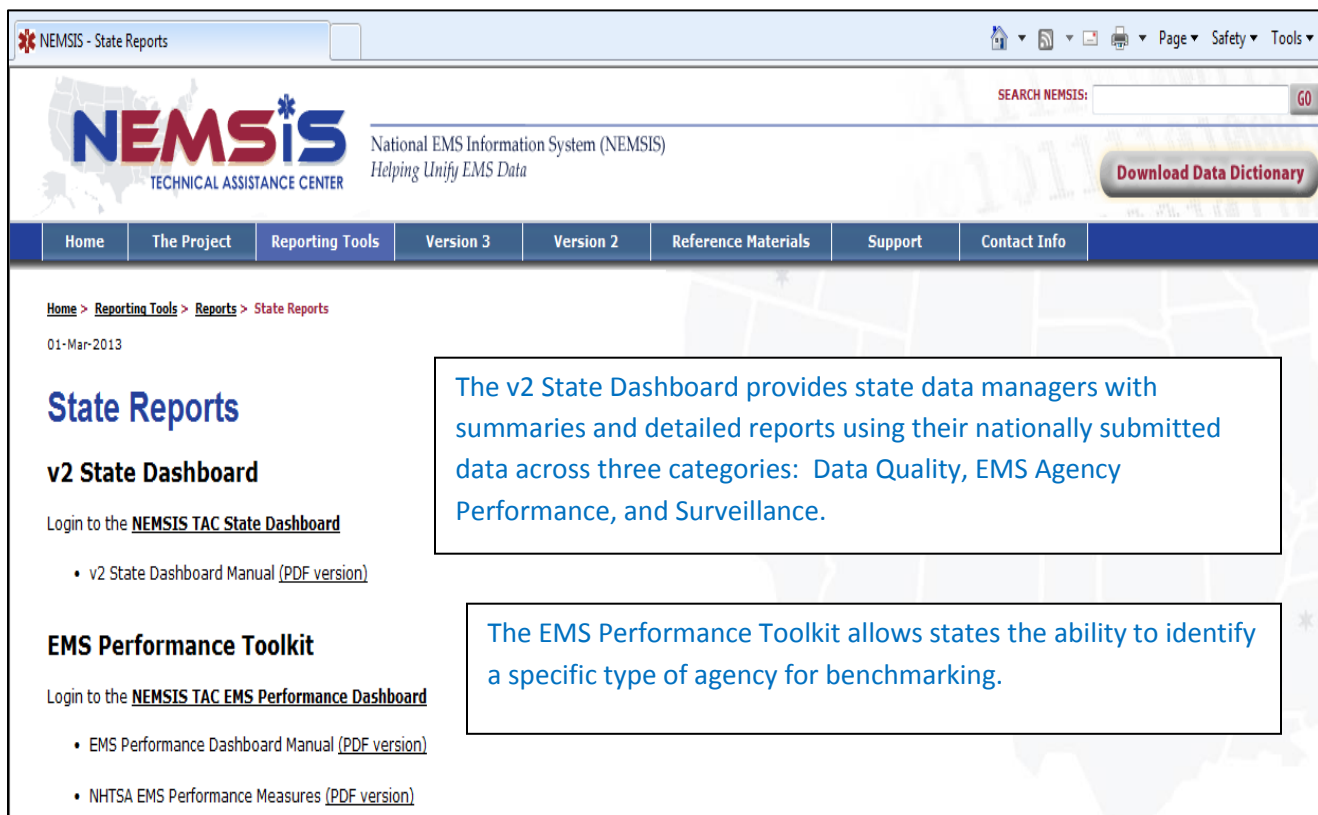 NEMSIS - State Reports
Page Safety Tools
NEMSIS
TECHNICAL ASSISTANCE CENTER
National EMS Information System (NEMSIS)
Helping Unify EMS Data
SEARCH NEMSIS: GO
Download Data Dictionary
Home The Project Reporting Tools Version 3 Version 2 Reference Materials Support Contact Info
Home > Reporting Tools > Reports > State Reports
01-Mar-2013
State Reports
The v2 State Dashboard provides state data managers with
summaries and detailed reports using their nationally submitted
data across three categories: Data Quality, EMS Agency
Performance, and Surveillance.
v2 State Dashboard
Login to the NEMSIS TAC State Dashboard
• v2 State Dashboard Manual (PDF version)
The EMS Performance Toolkit allows states the ability to identify
a specific type of agency for benchmarking.
EMS Performance Toolkit
Login to the NEMSIS TAC EMS Performance Dashboard
• EMS Performance Dashboard Manual (PDF version)
• NHTSA EMS Performance Measures (PDF version)